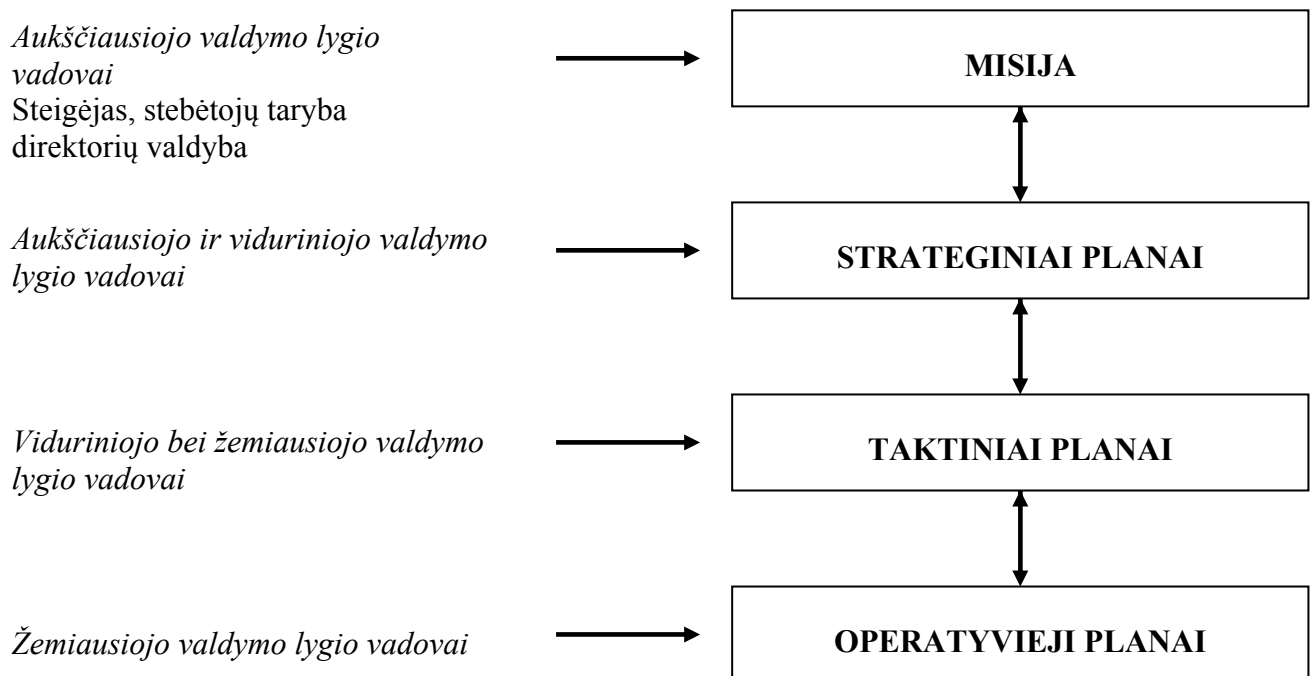 Aukščiausiojo valdymo lygio
vadovai
Steigėjas, stebėtojų taryba
direktorių valdyba
MISIJA
Aukščiausiojo ir viduriniojo valdymo
lygio vadovai
STRATEGINIAI PLANAI
Viduriniojo bei žemiausiojo valdymo
lygio vadovai
TAKTINIAI PLANAI
Žemiausiojo valdymo lygio vadovai
OPERATYVIEJI PLANAI